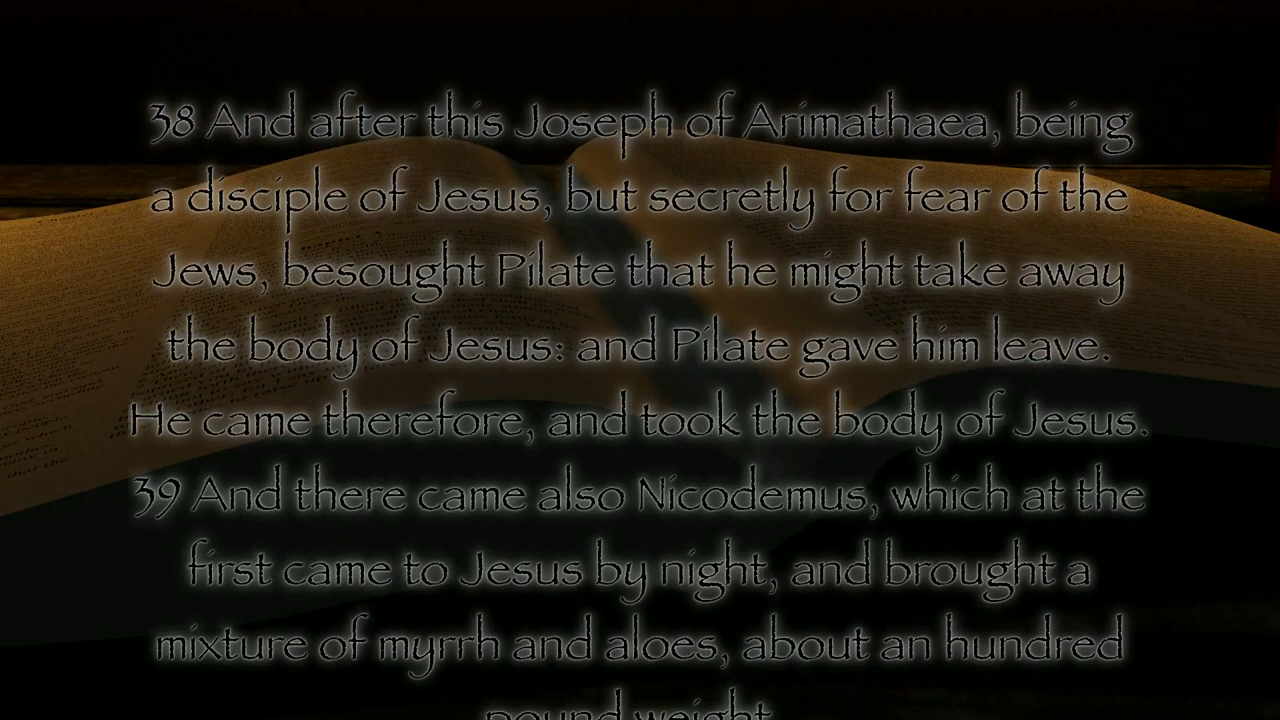 38 And after this Joseph of Arimathaea, being
a disciple of Jesus, but secretly for fear of the
Jews, besought Pilate that he might take away
the body of Jesus: and Pilate gave him leave.
He came therefore, and took the body of Jesus.
39 And there came also Nicodemus, which at the
first came to Jesus by night, and brought a
mixture of myrrh and aloes, about an hundred
pound weight